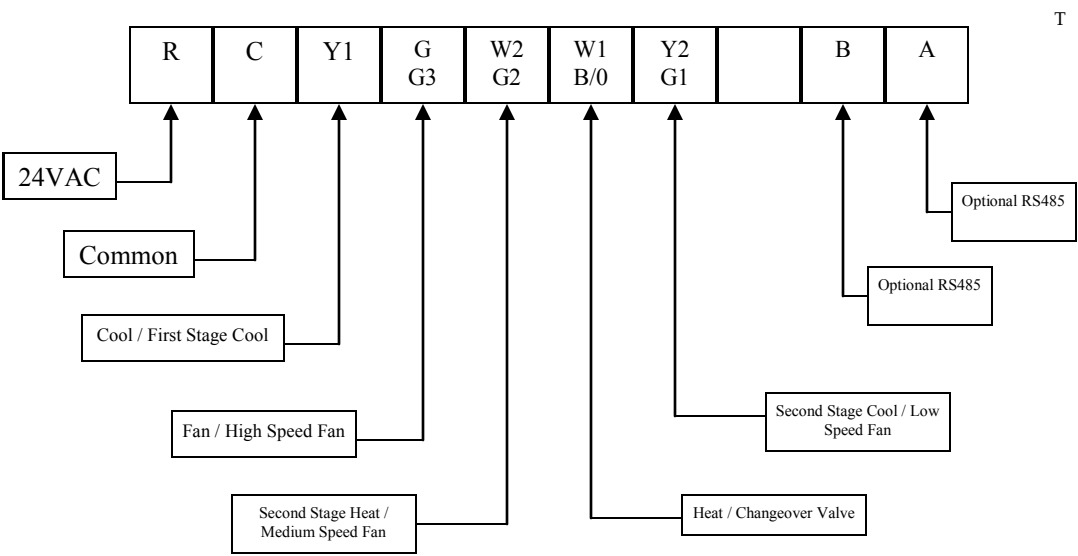 T
R C Y1 G W2 W1 Y2 B A
G3 G2 B/0 G1
24VAC
Optional RS485
Common
Optional RS485
Cool / First Stage Cool
Second Stage Cool / Low
Speed Fan
Fan / High Speed Fan
Second Stage Heat /
Medium Speed Fan
Heat / Changeover Valve